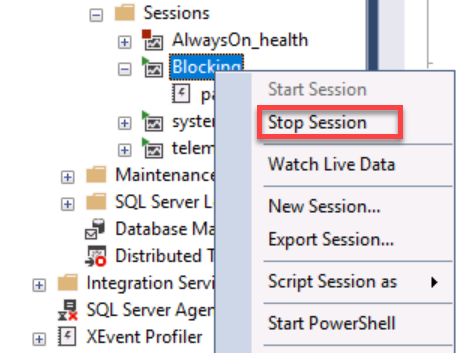 Sessions
AlwaysOn_health
Blocking
pa
Start Session
syste
Stop Session
telem
Maintenance
Watch Live Data
SQL Server L
New Session...
Database Ma
Export Session...
Distributed T
Integration Servi
Script Session as
SQL Server Agen
Start PowerShell
XEvent Profiler